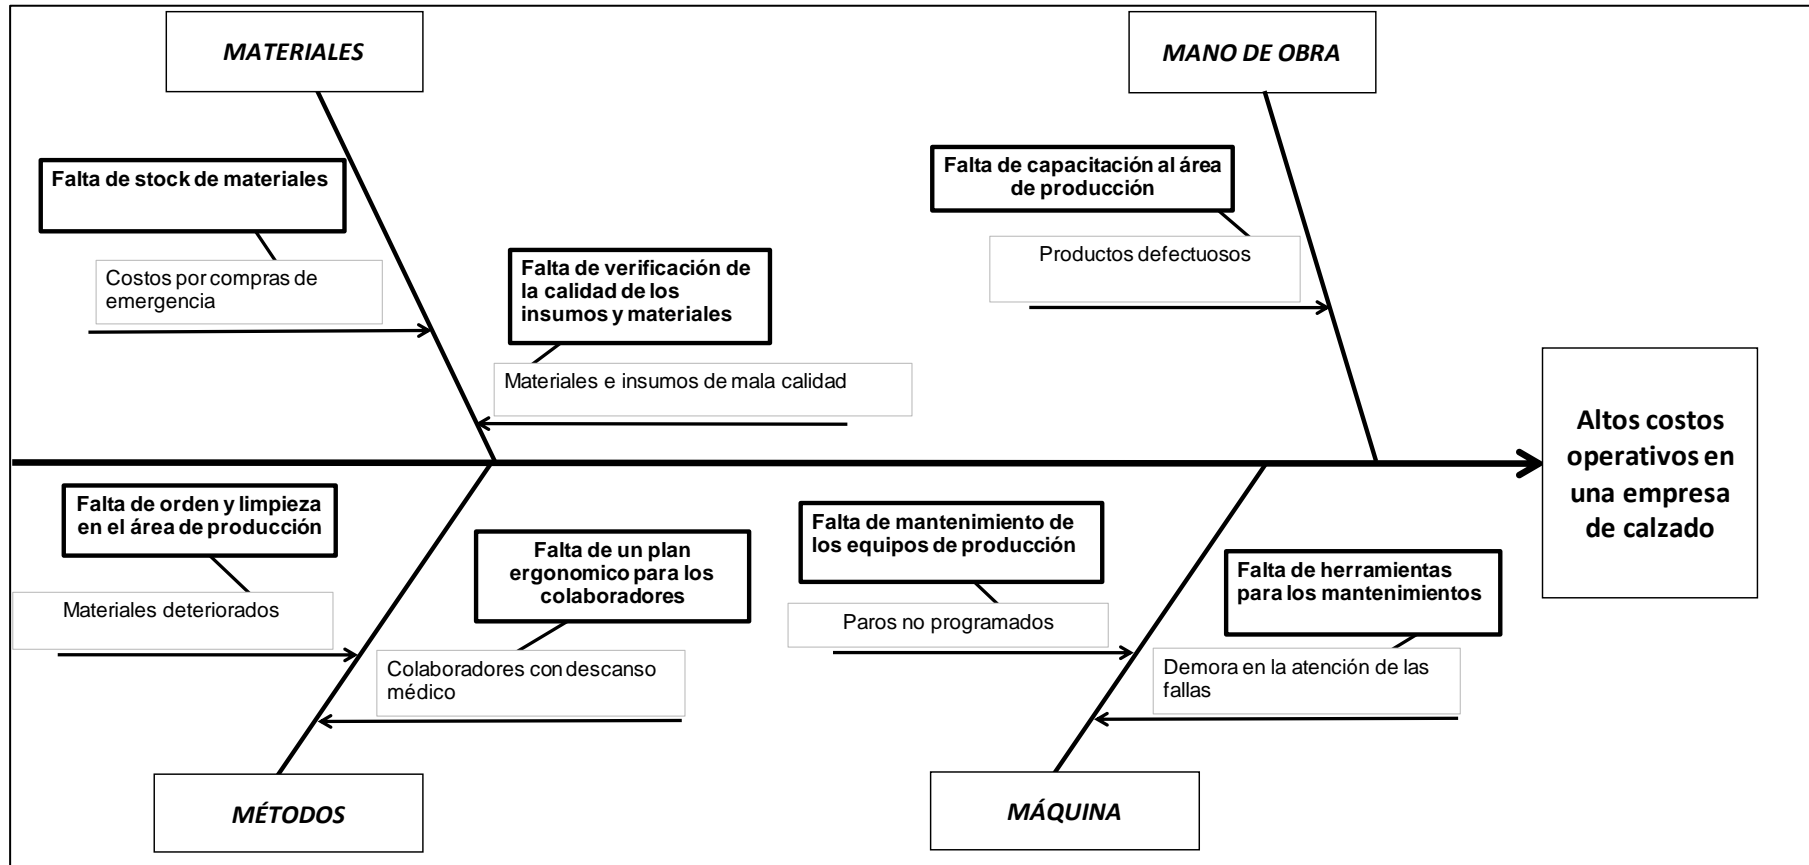 MATERIALES
MANO DE OBRA
Falta de stock de materiales
Costos por compras de
emergencia
Falta de verificación de
la calidad de los
insumos y materiales
Materiales e insumos de mala calidad
Falta de capacitación al área
de producción
Productos defectuosos
Altos costos
operativos en
una empresa
de calzado
Falta de orden y limpieza
en el área de producción
Materiales deteriorados
Falta de un plan
ergonomico para los
colaboradores
Colaboradores con descanso
médico
Falta de mantenimiento de
los equipos de producción
Paros no programados
Falta de herramientas
para los mantenimientos
Demora en la atención de las
fallas
MÉTODOS
MÁQUINA